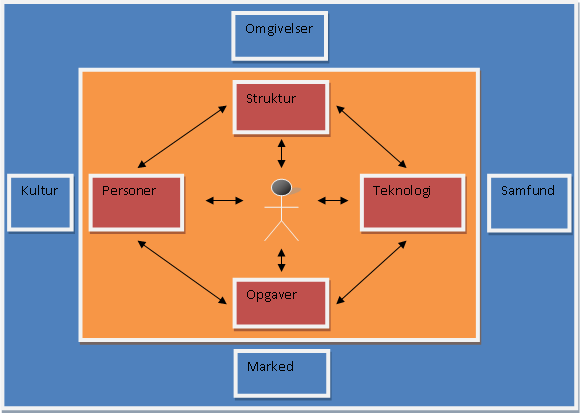 Omgivelser
Struktur
Kultur
Personer
Teknologi
Samfund
Opgaver
Marked